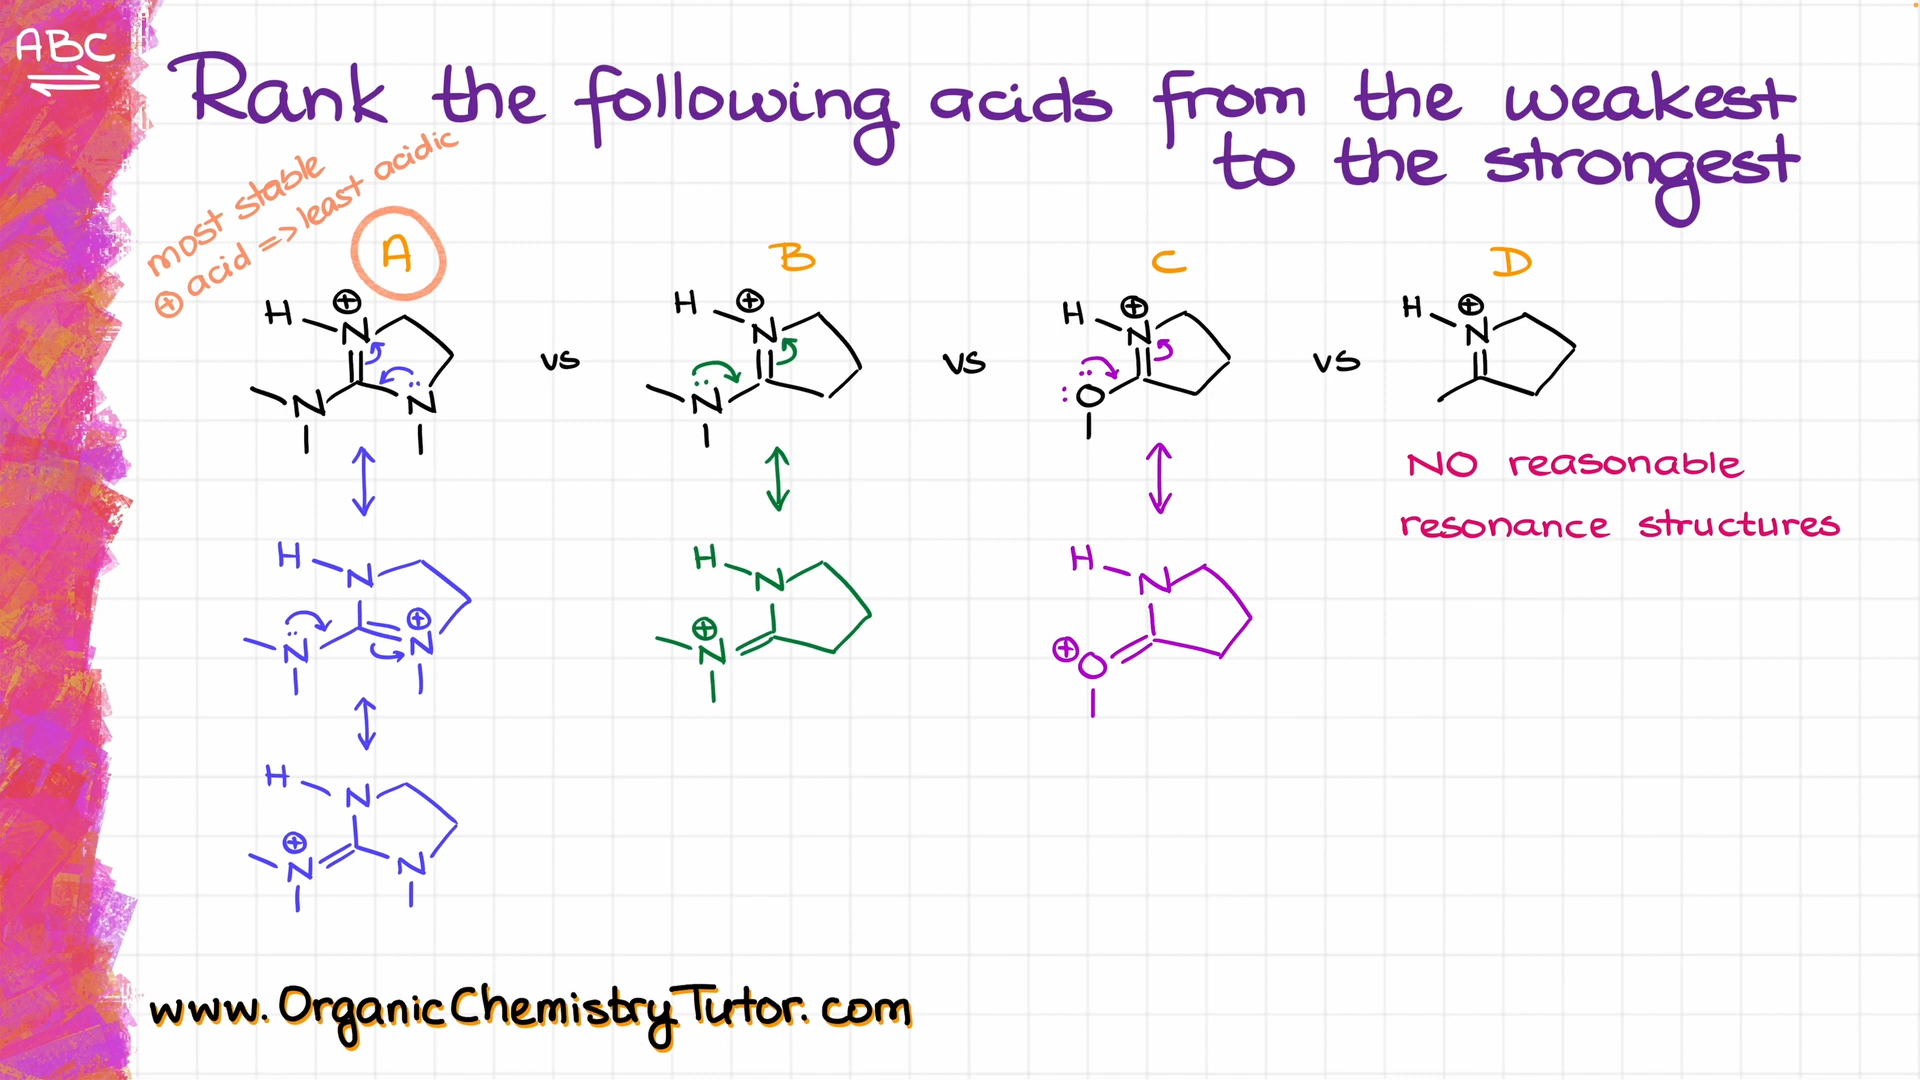 ABC
Rank the following acids from the weakest
to the strongest
most stable
⊕ acid => least acidic
A
B
C
D
H N ⊕
N N
vs
H N ⊕
N
vs
H N ⊕
O
vs
H N ⊕
NO reasonable
resonance structures
H N
N N ⊕
H N
N ⊕
H N
⊕ O
H N
⊕
N N
www.OrganicChemistryTutor.com